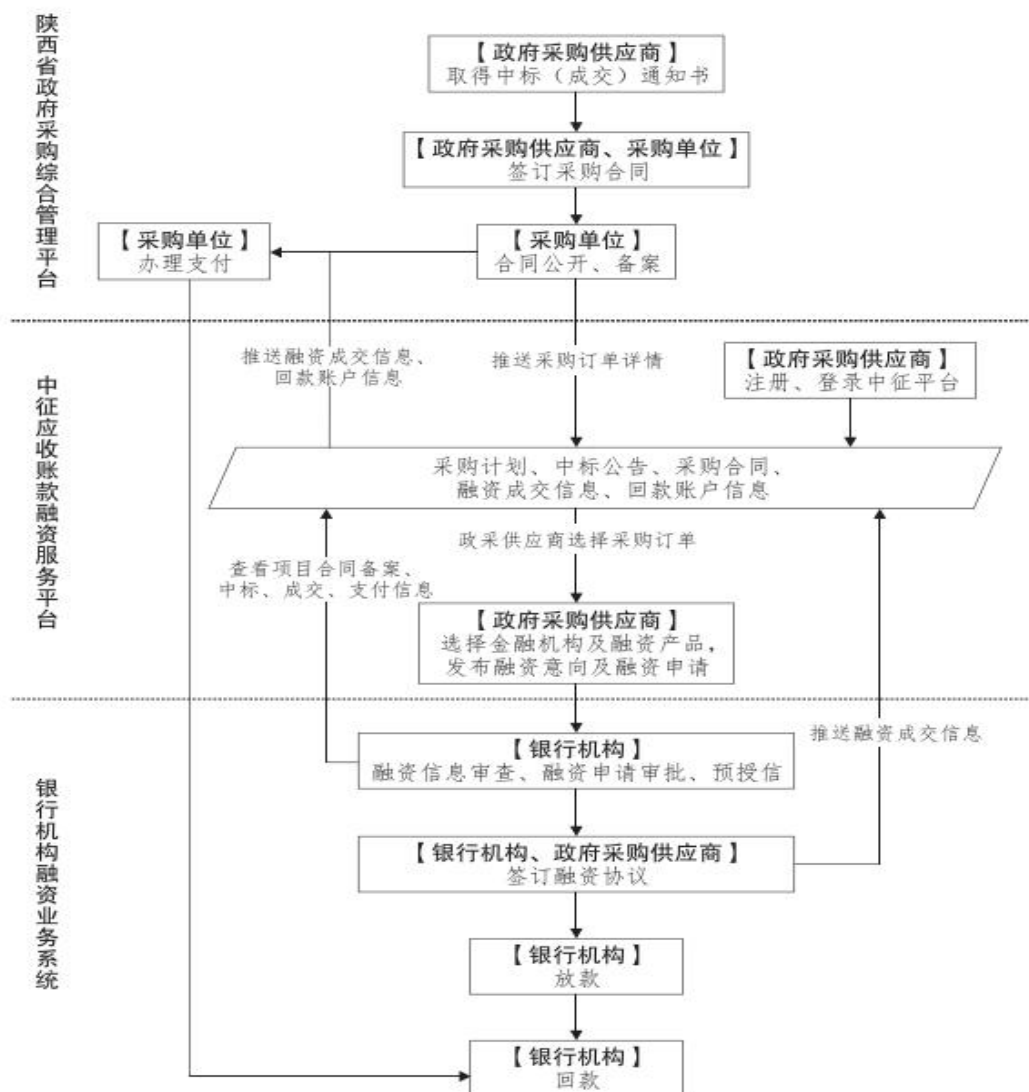 陕西省政府采购综合管理平台
【政府采购供应商】
取得中标（成交）通知书
【政府采购供应商、采购单位】
签订采购合同
【采购单位】
办理支付
【采购单位】
合同公开、备案
中征应收账款融资服务平台
推送融资成交信息、
回款账户信息
推送采购订单详情
【政府采购供应商】
注册、登录中征平台
采购计划、中标公告、采购合同、
融资成交信息、回款账户信息
政采供应商选择采购订单
查看项目合同备案、
中标、成交、支付信息
【政府采购供应商】
选择金融机构及融资产品，
发布融资意向及融资申请
银行机构融资业务系统
【银行机构】
融资信息审查、融资申请审批、预授信
推送融资成交信息
【银行机构、政府采购供应商】
签订融资协议
【银行机构】
放款
【银行机构】
回款